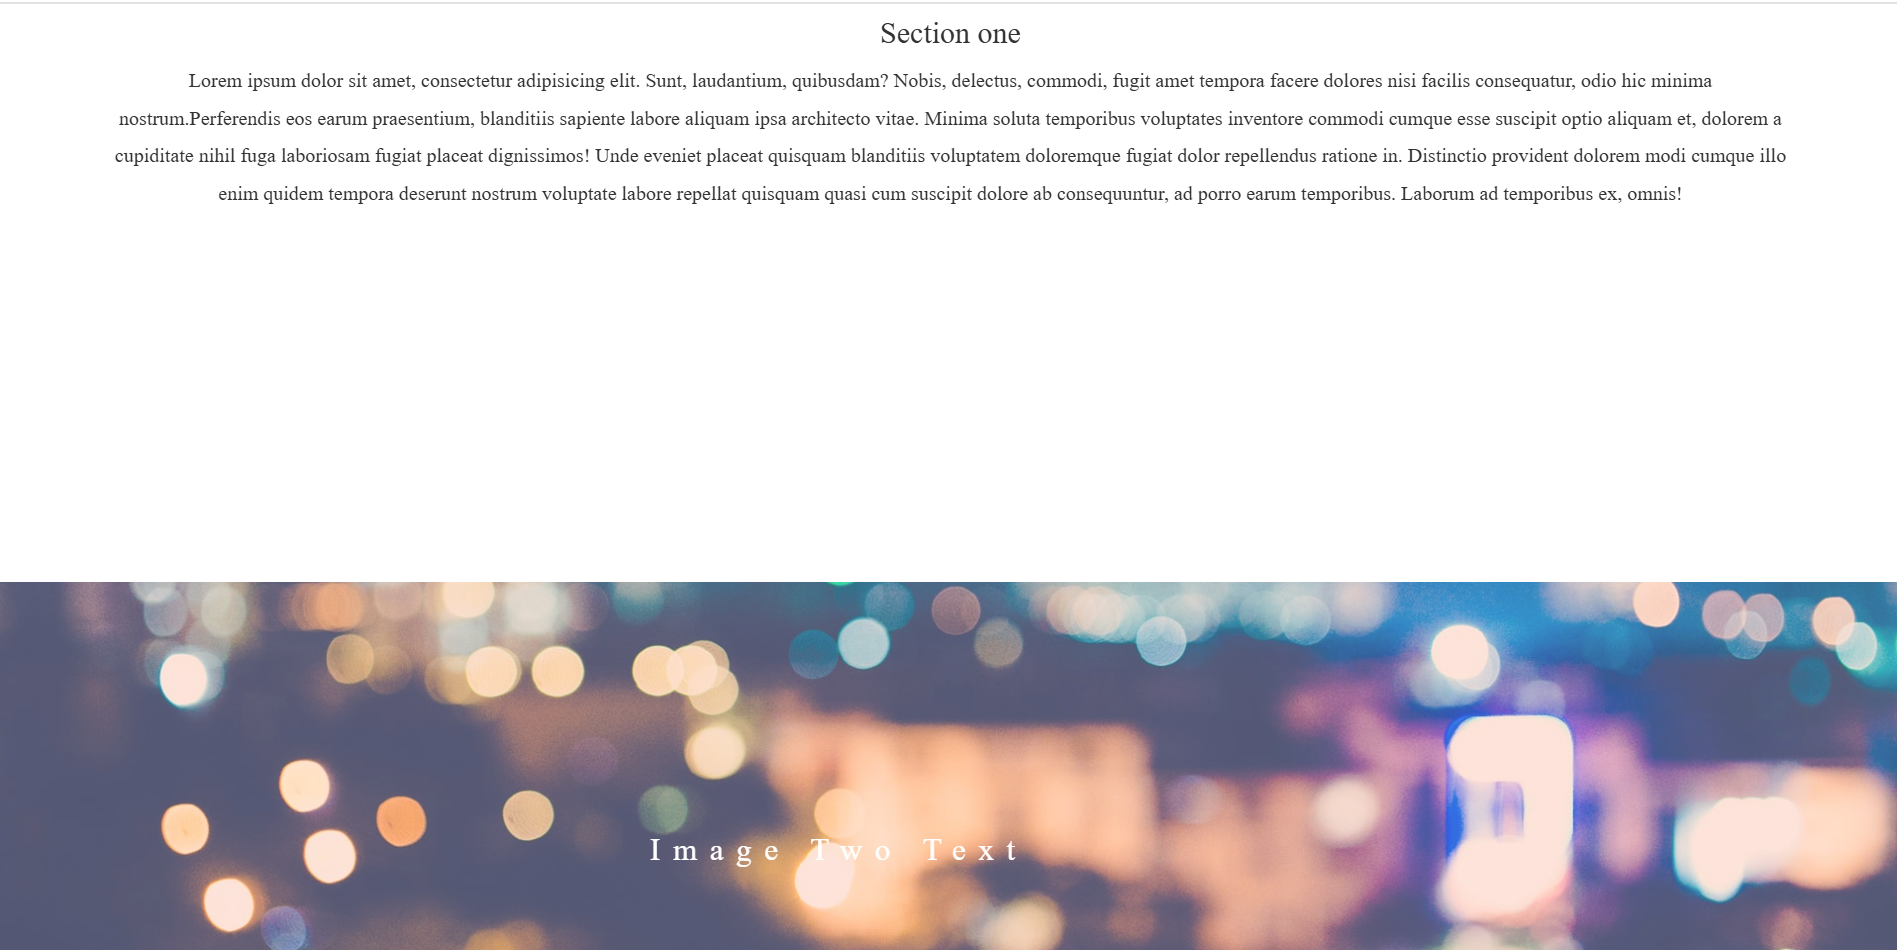 Section one
Lorem ipsum dolor sit amet, consectetur adipisicing elit. Sunt, laudantium, quibusdam? Nobis, delectus, commodi, fugit amet tempora facere dolores nisi facilis consequatur, odio hic minima
nostrum.Perferendis eos earum praesentium, blanditiis sapiente labore aliquam ipsa architecto vitae. Minima soluta temporibus voluptates inventore commodi cumque esse suscipit optio aliquam et, dolorem a
cupiditate nihil fuga laboriosam fugiat placeat dignissimos! Unde eveniet placeat quisquam blanditiis voluptatem doloremque fugiat dolor repellendus ratione in. Distinctio provident dolorem modi cumque illo
enim quidem tempora deserunt nostrum voluptate labore repellat quisquam quasi cum suscipit dolore ab consequuntur, ad porro earum temporibus. Laborum ad temporibus ex, omnis!
Image Two Text